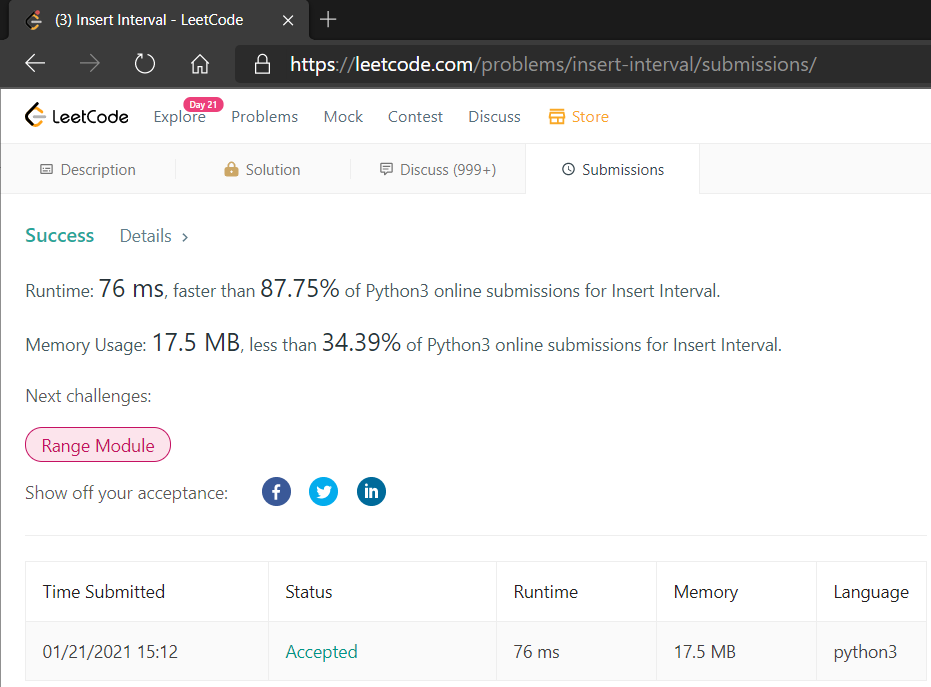 (3) Insert Interval - LeetCode
https://leetcode.com/problems/insert-interval/submissions/
LeetCode Explore Day 21 Problems Mock Contest Discuss Store
Description Solution Discuss (999+) Submissions
Success Details
Runtime: 76 ms, faster than 87.75% of Python3 online submissions for Insert Interval.
Memory Usage: 17.5 MB, less than 34.39% of Python3 online submissions for Insert Interval.
Next challenges:
Range Module
Show off your acceptance:
Time Submitted Status Runtime Memory Language
01/21/2021 15:12 Accepted 76 ms 17.5 MB python3